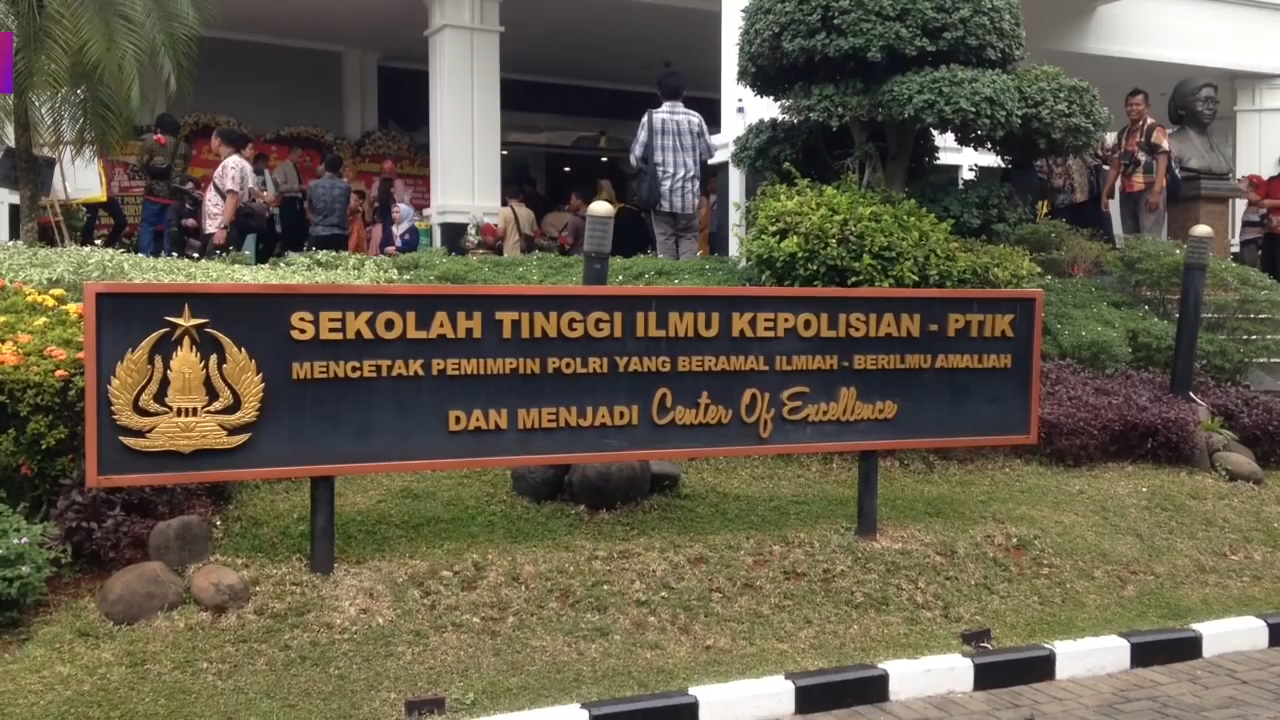 SEKOLAH TINGGI ILMU KEPOLISIAN - PTIK
MENCETAK PEMIMPIN POLRI YANG BERAMAL ILMIAH - BERILMU AMALIAH
DAN MENJADI Center Of Excellence